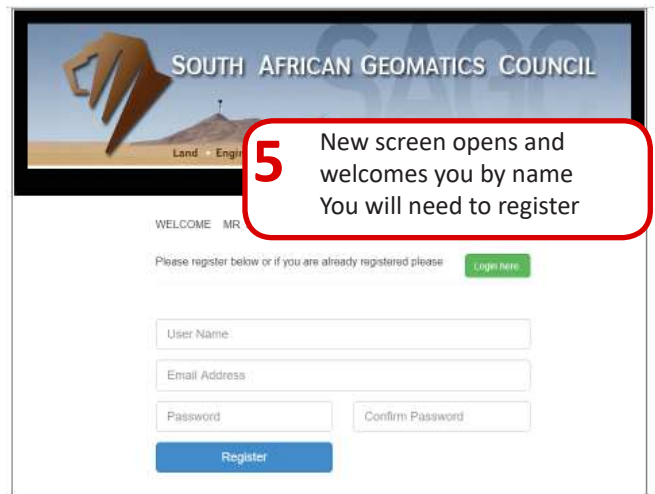 SOUTH AFRICAN GEOMATICS COUNCIL
SAGC
Land
5
New screen opens and
welcomes you by name
You will need to register
WELCOME MR
Please register below or if you are already registered please
Login here
User Name
Email Address
Password
Confirm Password
Register